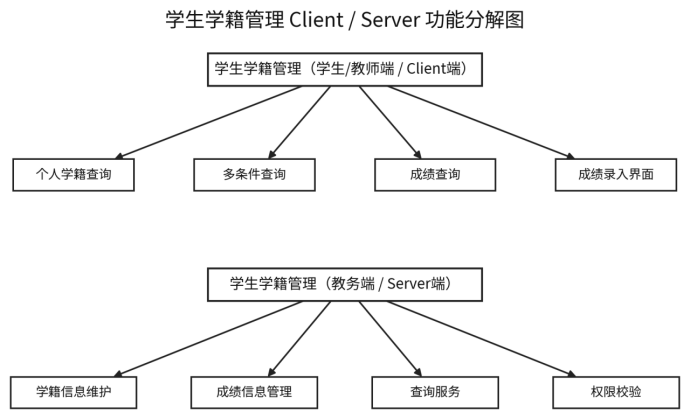 学生学籍管理 Client / Server 功能分解图
学生学籍管理（学生/教师端 / Client端）
个人学籍查询
多条件查询
成绩查询
成绩录入界面
学生学籍管理（教务端 / Server端）
学籍信息维护
成绩信息管理
查询服务
权限校验